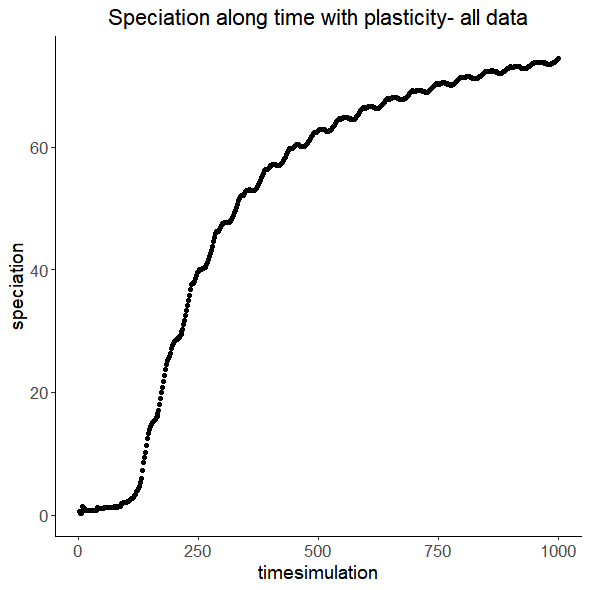 Speciation along time with plasticity- all data
speciation
60
40
20
0
0 250 500 750 1000
timesimulation